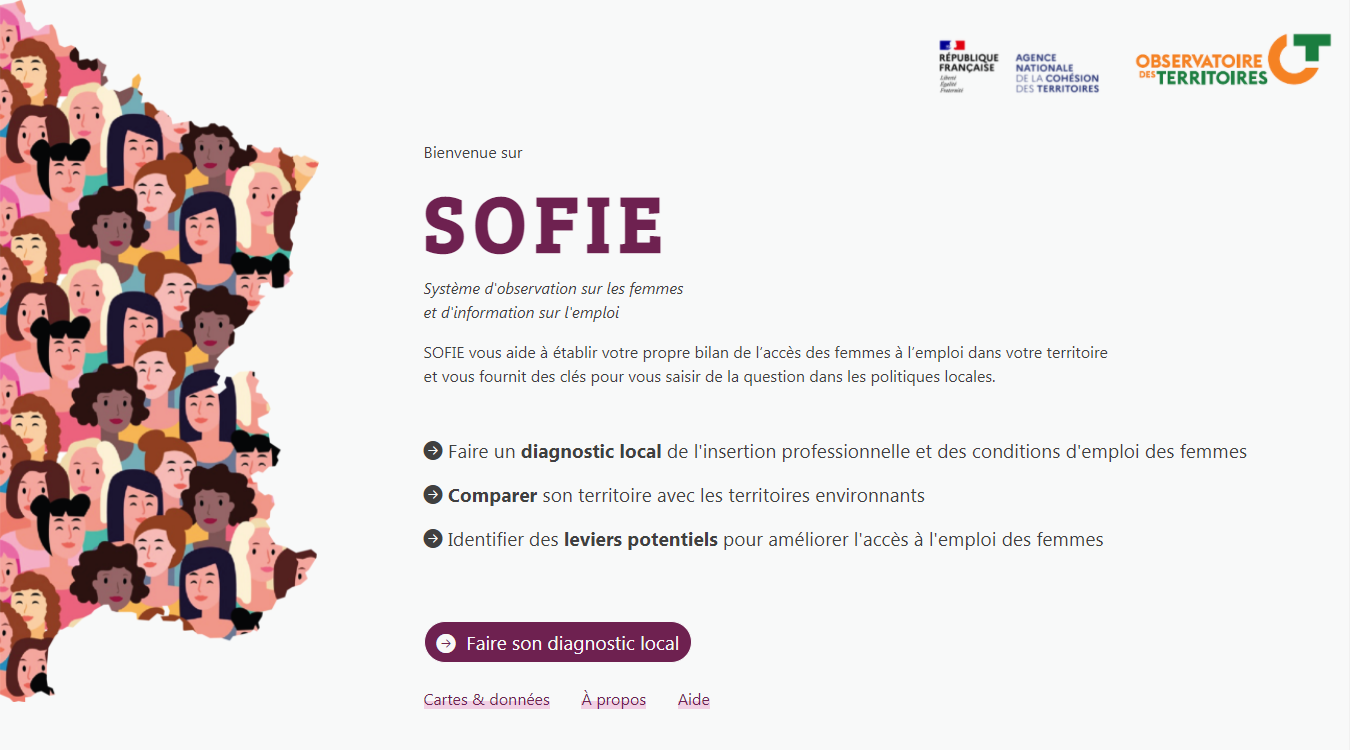 RÉPUBLIQUE
FRANÇAISE
Liberté
Égalité
Fraternité
AGENCE
NATIONALE
DE LA COHÉSION
DES TERRITOIRES
OBSERVATOIRE
DES TERRITOIRES
Bienvenue sur
SOFIE
Système d'observation sur les femmes
et d'information sur l'emploi
SOFIE vous aide à établir votre propre bilan de l’accès des femmes à l’emploi dans votre territoire
et vous fournit des clés pour vous saisir de la question dans les politiques locales.
Faire un diagnostic local de l'insertion professionnelle et des conditions d'emploi des femmes
Comparer son territoire avec les territoires environnants
Identifier des leviers potentiels pour améliorer l'accès à l'emploi des femmes
Faire son diagnostic local
Cartes & données À propos Aide